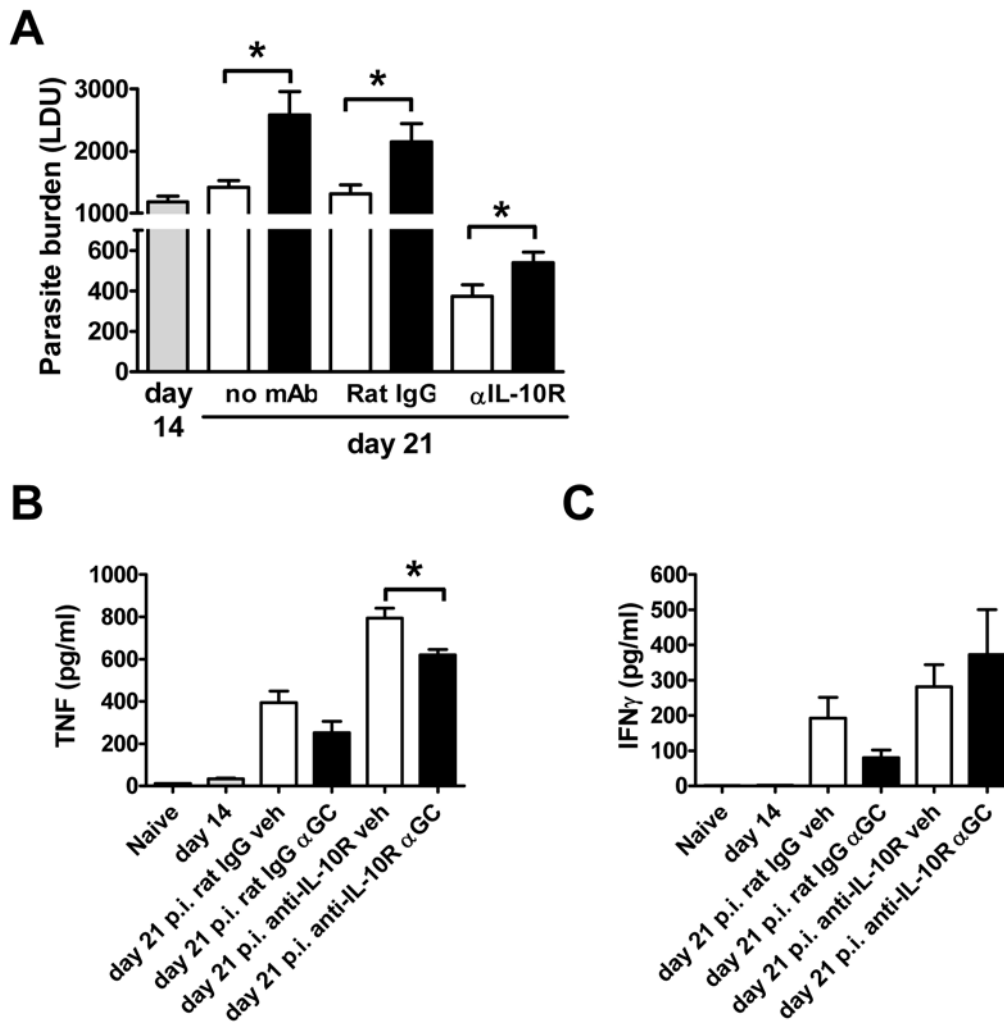 A
*
*
*
Parasite burden (LDU)
3000
2000
1000
600
400
200
0
day
14
no mAb
Rat IgG
αIL-10R
day 21
B
*
TNF (pg/ml)
1000
800
600
400
200
0
Naive
day 14
day 21 p.i. rat IgG veh
day 21 p.i. rat IgG αGC
day 21 p.i. anti-IL-10R veh
day 21 p.i. anti-IL-10R αGC
C
IFNγ (pg/ml)
600
500
400
300
200
100
0
Naive
day 14
day 21 p.i. rat IgG veh
day 21 p.i. rat IgG αGC
day 21 p.i. anti-IL-10R veh
day 21 p.i. anti-IL-10R αGC